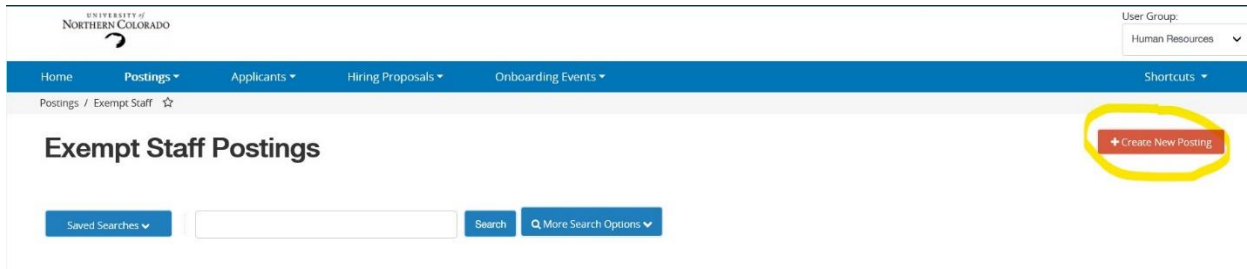 UNIVERSITY of
NORTHERN COLORADO
User Group:
Human Resources
Home Postings Applicants Hiring Proposals Onboarding Events Shortcuts
Postings / Exempt Staff
Exempt Staff Postings
+ Create New Posting
Saved Searches Search More Search Options